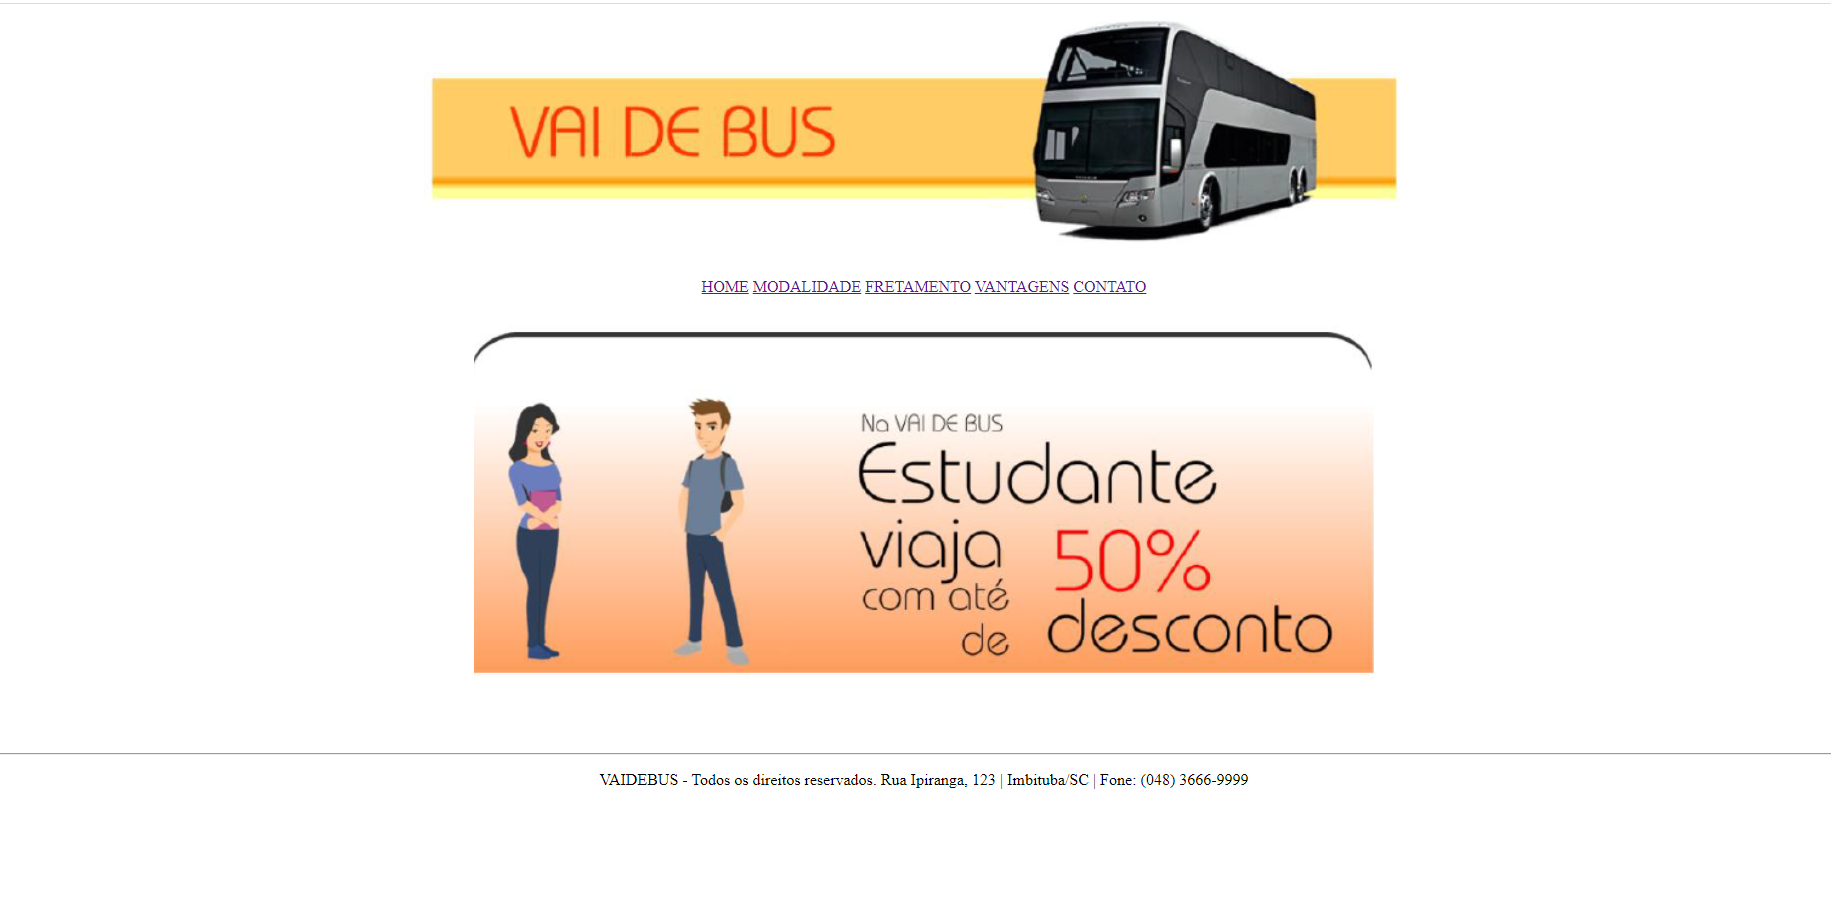 VAI DE BUS
HOME MODALIDADE FRETAMENTO VANTAGENS CONTATO
Na VAI DE BUS
Estudante
viaja
com até
de
50%
desconto
VAIDEBUS - Todos os direitos reservados. Rua Ipiranga, 123 | Imbituba/SC | Fone: (048) 3666-9999